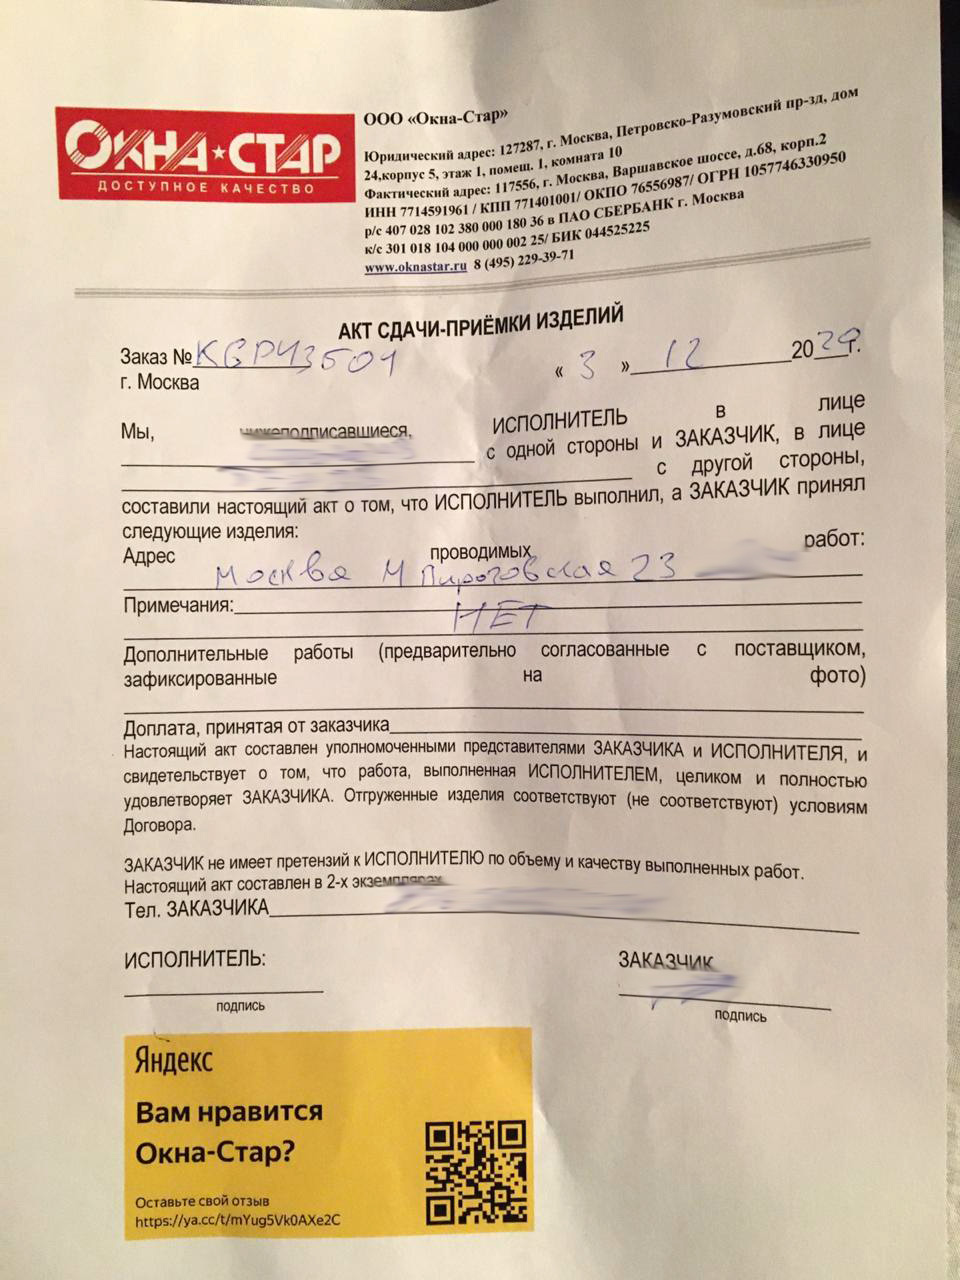 ОКНА★СТАР
ДОСТУПНОЕ КАЧЕСТВО
ООО «Окна-Стар»
Юридический адрес: 127287, г. Москва, Петровско-Разумовский пр-зд, дом
24,корпус 5, этаж 1, помещ. 1, комната 10
Фактический адрес: 117556, г. Москва, Варшавское шоссе, д.68, корп.2
ИНН 7714591961 / КПП 771401001/ ОКПО 76556987/ ОГРН 1057746330950
р/с 407 028 102 380 000 180 36 в ПАО СБЕРБАНК г. Москва
к/с 301 018 104 000 000 002 25/ БИК 044525225
www.oknastar.ru 8 (495) 229-39-71
АКТ СДАЧИ-ПРИЁМКИ ИЗДЕЛИЙ
Заказ № « 3 » 12 20 г.
г. Москва
Мы, нижеподписавшиеся, ИСПОЛНИТЕЛЬ в лице
с одной стороны и ЗАКАЗЧИК, в лице
с другой стороны,
составили настоящий акт о том, что ИСПОЛНИТЕЛЬ выполнил, а ЗАКАЗЧИК принял
следующие изделия:
Адрес проводимых работ:
Москва М Пироговская 23
Примечания:
НЕТ
Дополнительные работы (предварительно согласованные с поставщиком,
зафиксированные на фото)
Доплата, принятая от заказчика
Настоящий акт составлен уполномоченными представителями ЗАКАЗЧИКА и ИСПОЛНИТЕЛЯ, и
свидетельствует о том, что работа, выполненная ИСПОЛНИТЕЛЕМ, целиком и полностью
удовлетворяет ЗАКАЗЧИКА. Отгруженные изделия соответствуют (не соответствуют) условиям
Договора.
ЗАКАЗЧИК не имеет претензий к ИСПОЛНИТЕЛЮ по объему и качеству выполненных работ.
Настоящий акт составлен в 2-х экземплярах
Тел. ЗАКАЗЧИКА
ИСПОЛНИТЕЛЬ: ЗАКАЗЧИК
подпись подпись
Яндекс
Вам нравится
Окна-Стар?
Оставьте свой отзыв
https://ya.cc/t/mYug5Vk0AXe2C